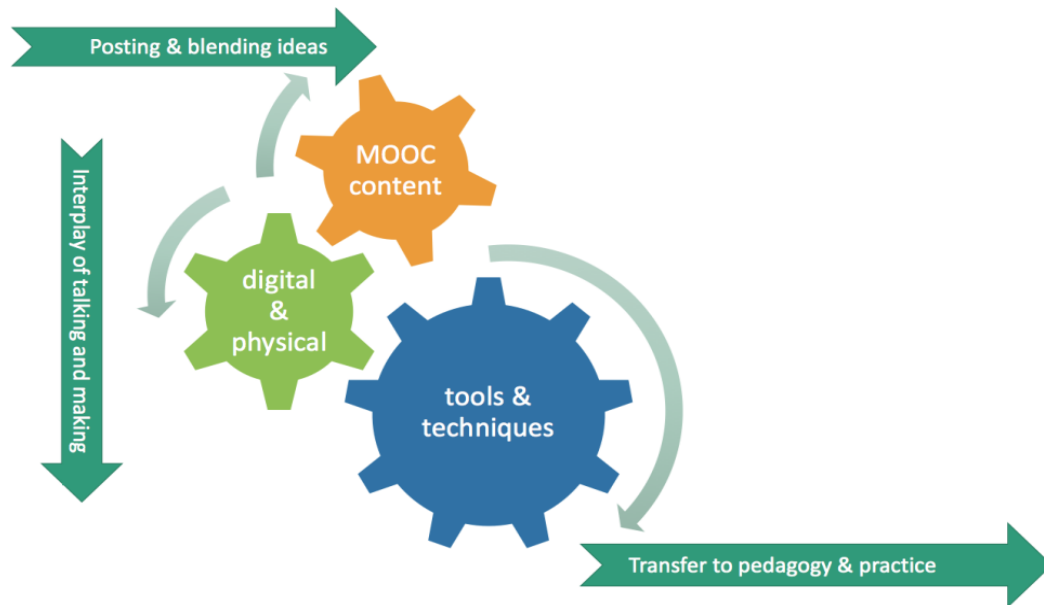 Posting & blending ideas
MOOC
content
Interplay of talking and making
digital
&
physical
tools &
techniques
Transfer to pedagogy & practice